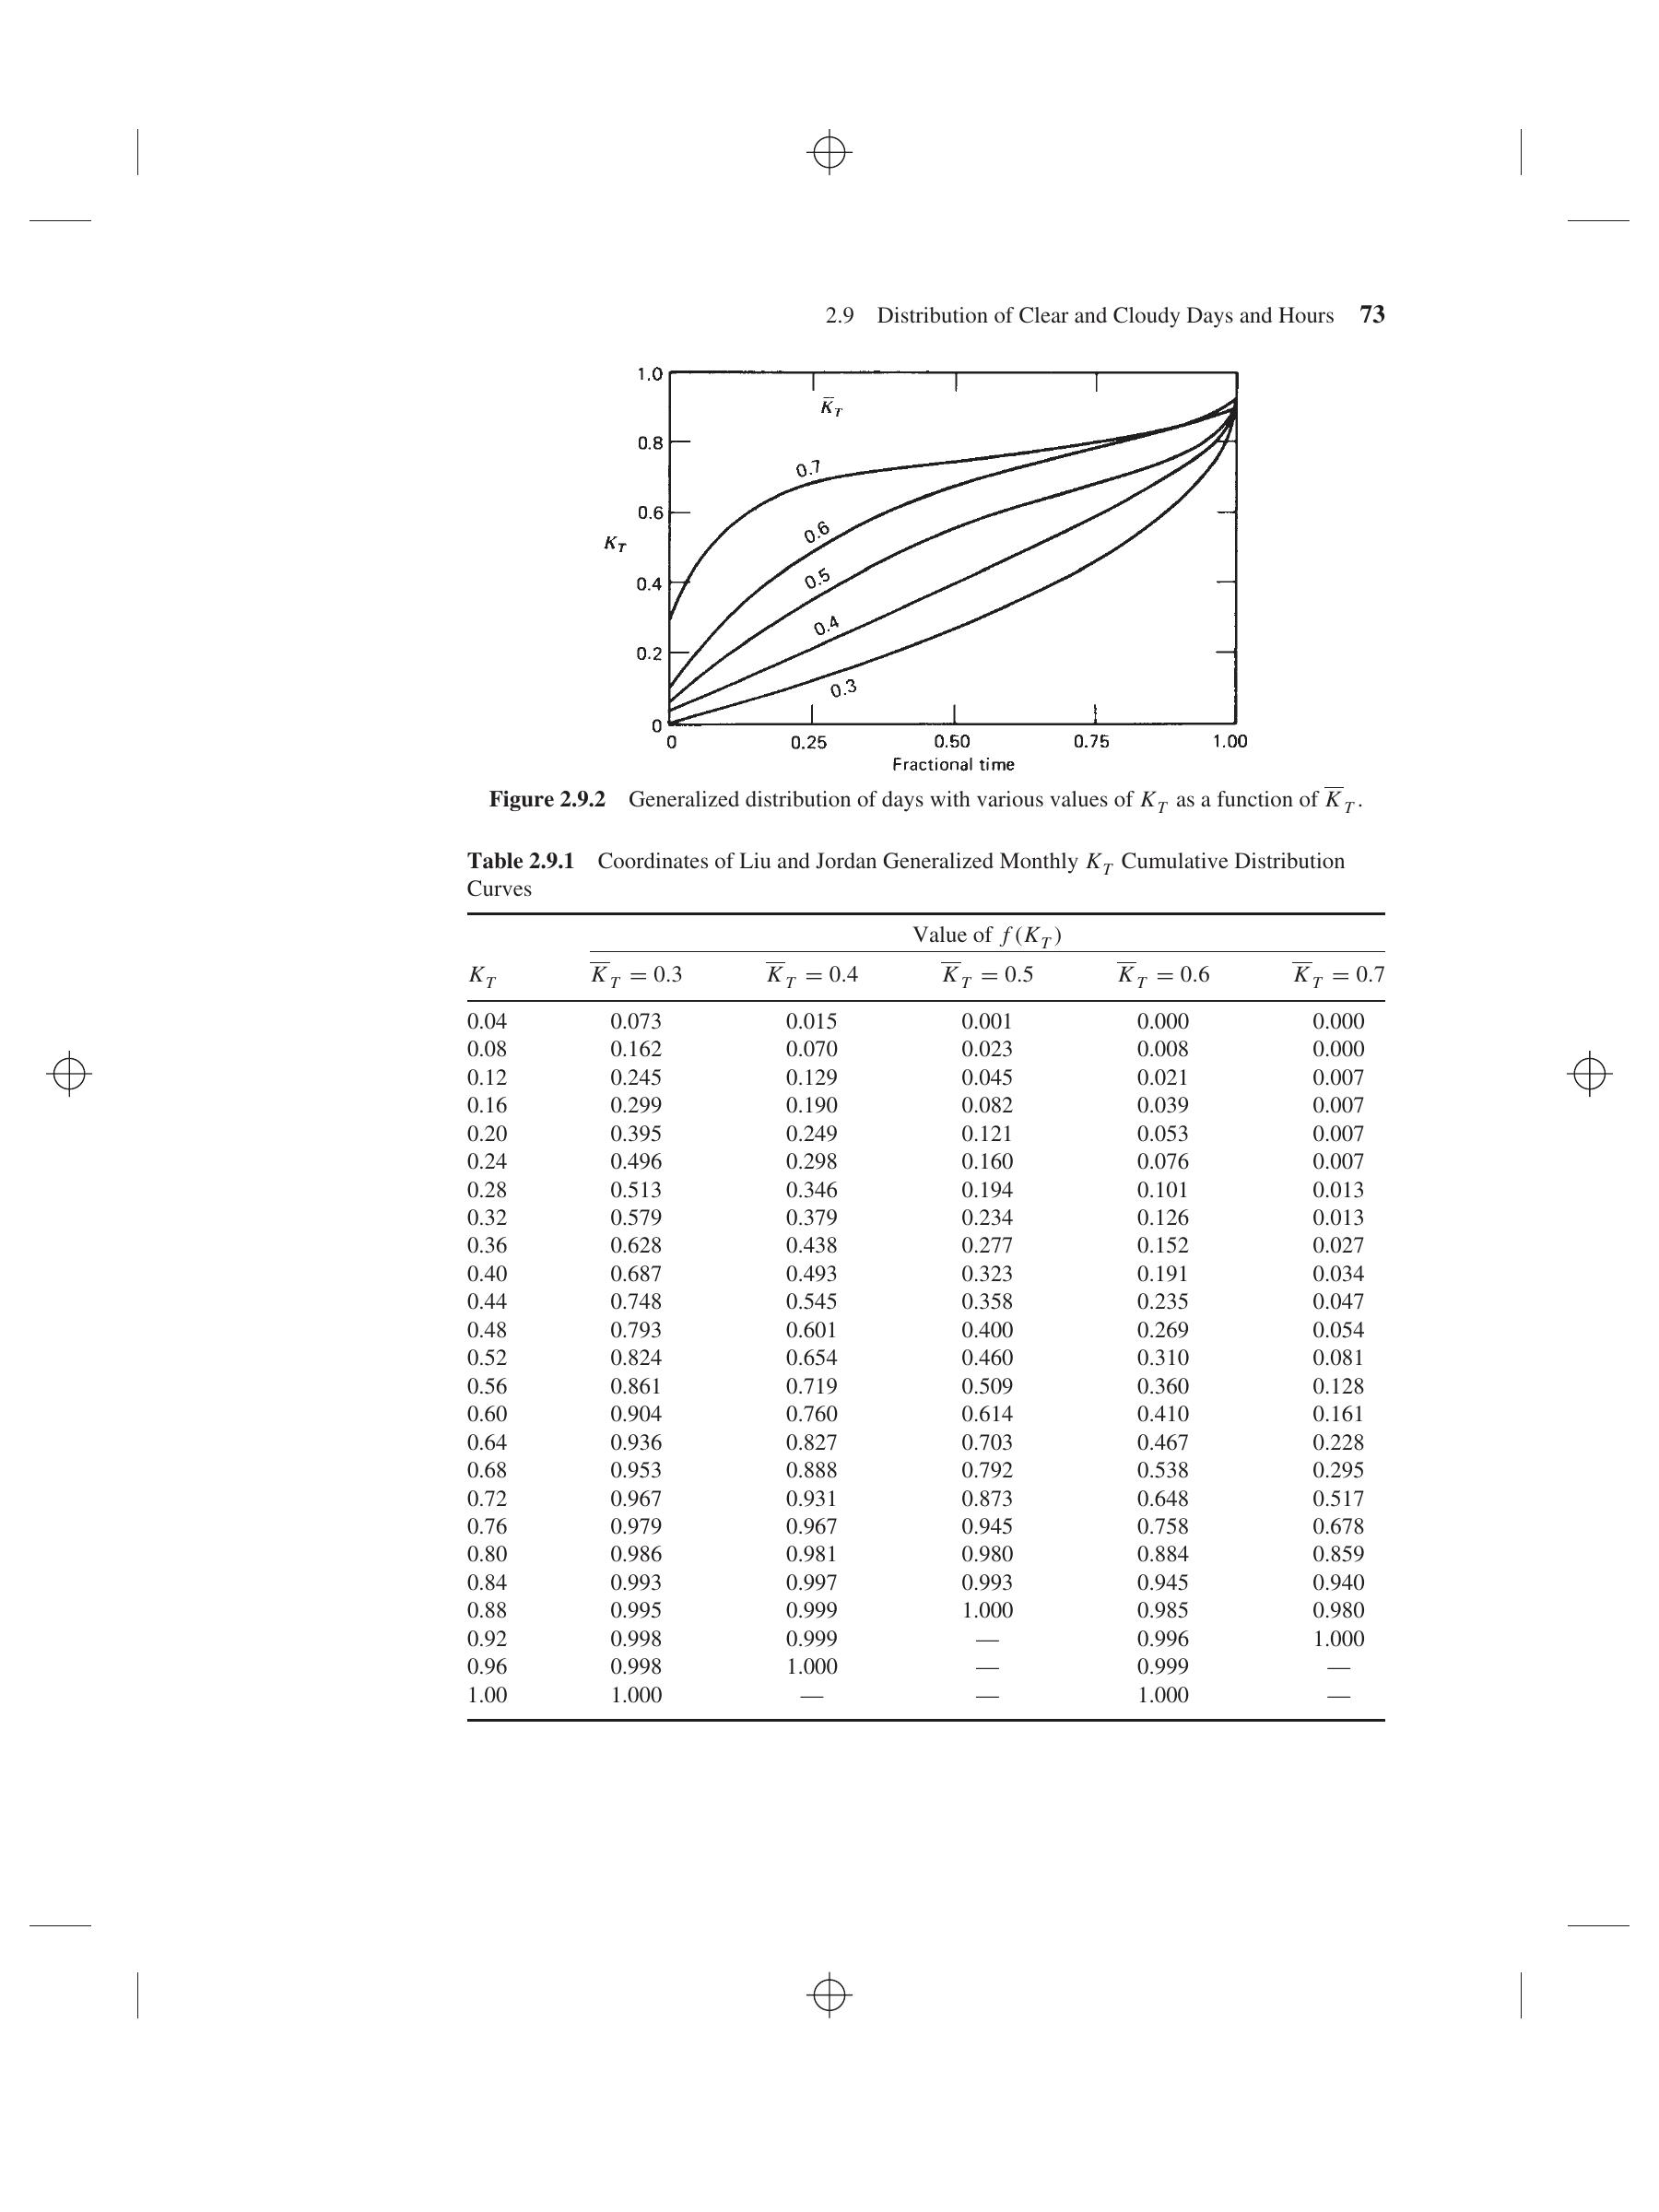 2.9 Distribution of Clear and Cloudy Days and Hours 73
1.0
K̅T
0.8
0.7
0.6
0.6
KT
0.5
0.4
0.4
0.2
0.3
0
0 0.25 0.50 0.75 1.00
Fractional time
Figure 2.9.2 Generalized distribution of days with various values of KT as a function of K̅T.
Table 2.9.1 Coordinates of Liu and Jordan Generalized Monthly KT Cumulative Distribution
Curves
Value of f(KT)
KT K̅T = 0.3 K̅T = 0.4 K̅T = 0.5 K̅T = 0.6 K̅T = 0.7
0.04 0.073 0.015 0.001 0.000 0.000
0.08 0.162 0.070 0.023 0.008 0.000
0.12 0.245 0.129 0.045 0.021 0.007
0.16 0.299 0.190 0.082 0.039 0.007
0.20 0.395 0.249 0.121 0.053 0.007
0.24 0.496 0.298 0.160 0.076 0.007
0.28 0.513 0.346 0.194 0.101 0.013
0.32 0.579 0.379 0.234 0.126 0.013
0.36 0.628 0.438 0.277 0.152 0.027
0.40 0.687 0.493 0.323 0.191 0.034
0.44 0.748 0.545 0.358 0.235 0.047
0.48 0.793 0.601 0.400 0.269 0.054
0.52 0.824 0.654 0.460 0.310 0.081
0.56 0.861 0.719 0.509 0.360 0.128
0.60 0.904 0.760 0.614 0.410 0.161
0.64 0.936 0.827 0.703 0.467 0.228
0.68 0.953 0.888 0.792 0.538 0.295
0.72 0.967 0.931 0.873 0.648 0.517
0.76 0.979 0.967 0.945 0.758 0.678
0.80 0.986 0.981 0.980 0.884 0.859
0.84 0.993 0.997 0.993 0.945 0.940
0.88 0.995 0.999 1.000 0.985 0.980
0.92 0.998 0.999 — 0.996 1.000
0.96 0.998 1.000 — 0.999 —
1.00 1.000 — — 1.000 —